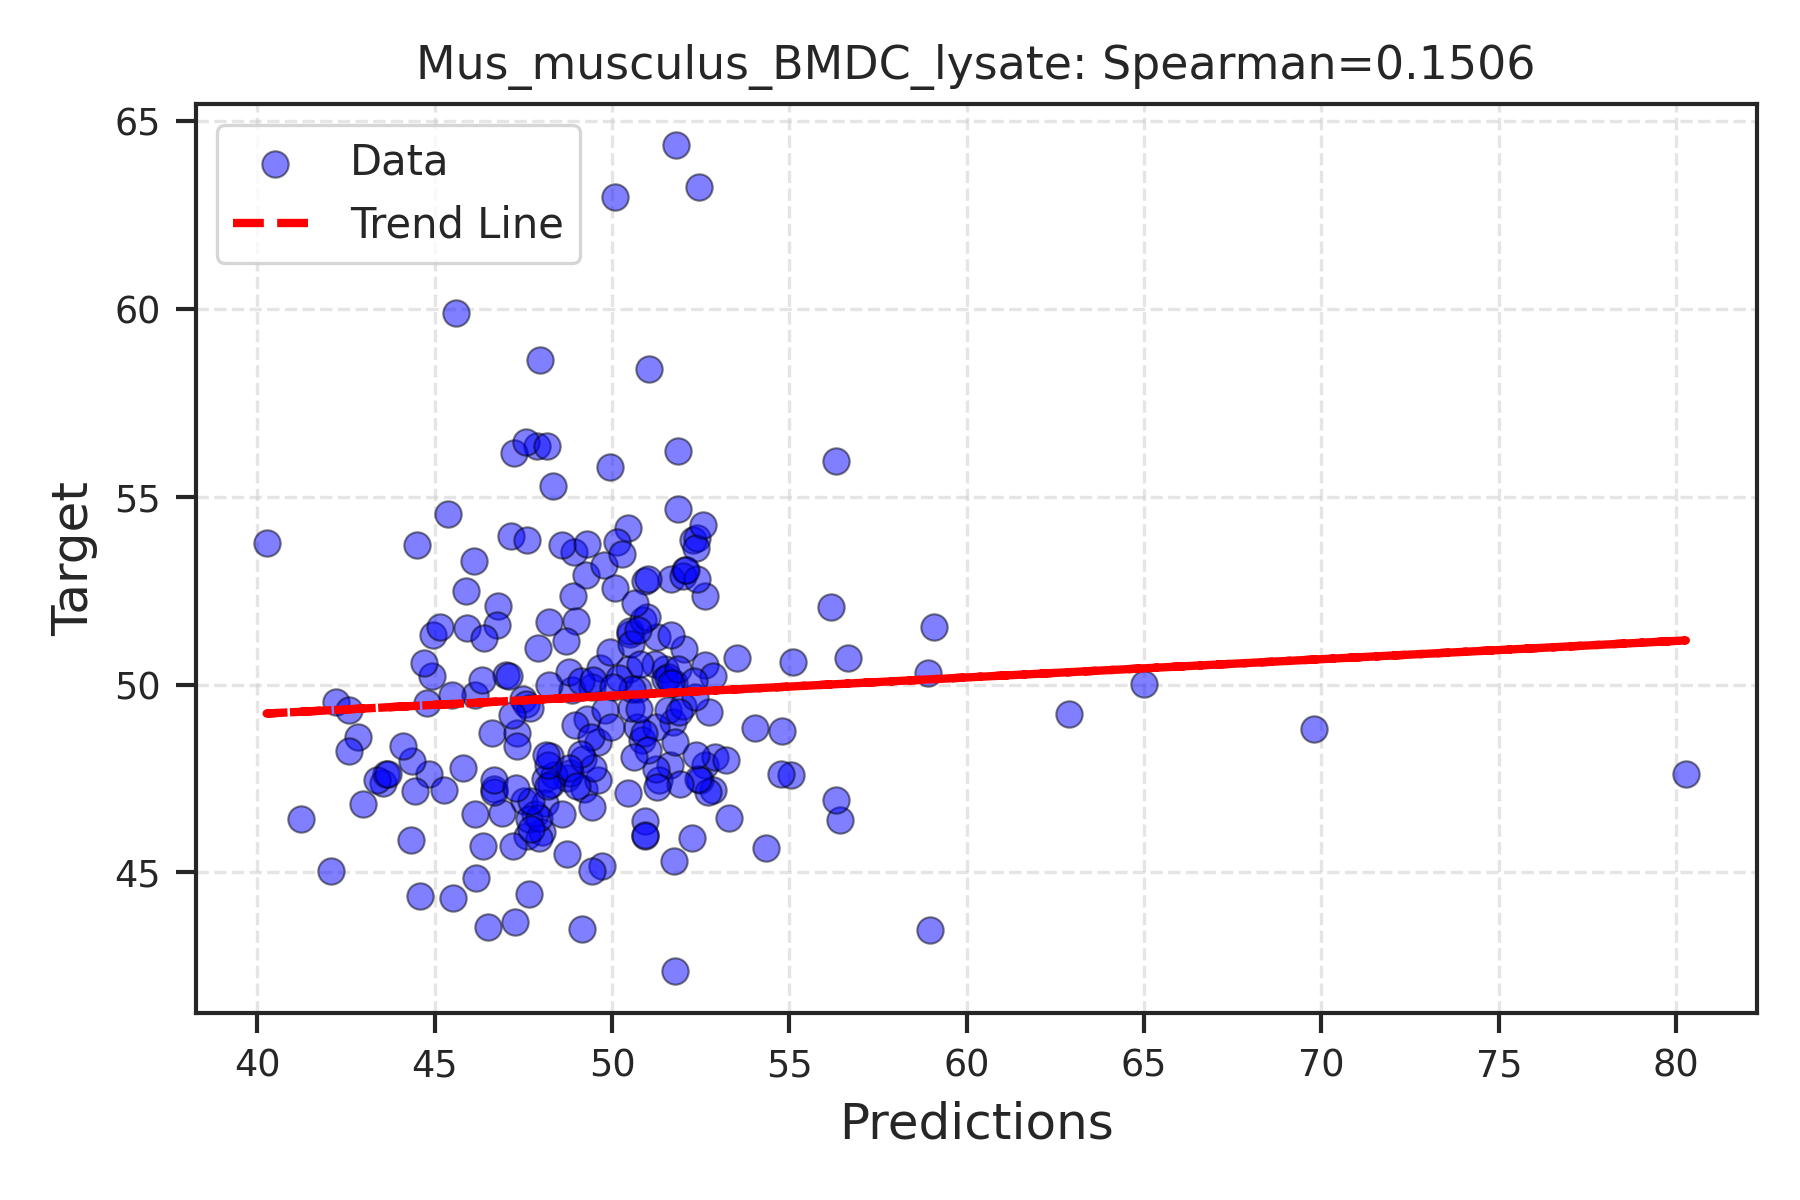 Mus_musculus_BMDC_lysate: Spearman=0.1506
Data
Trend Line
65
60
55
50
45
Target
40 45 50 55 60 65 70 75 80
Predictions